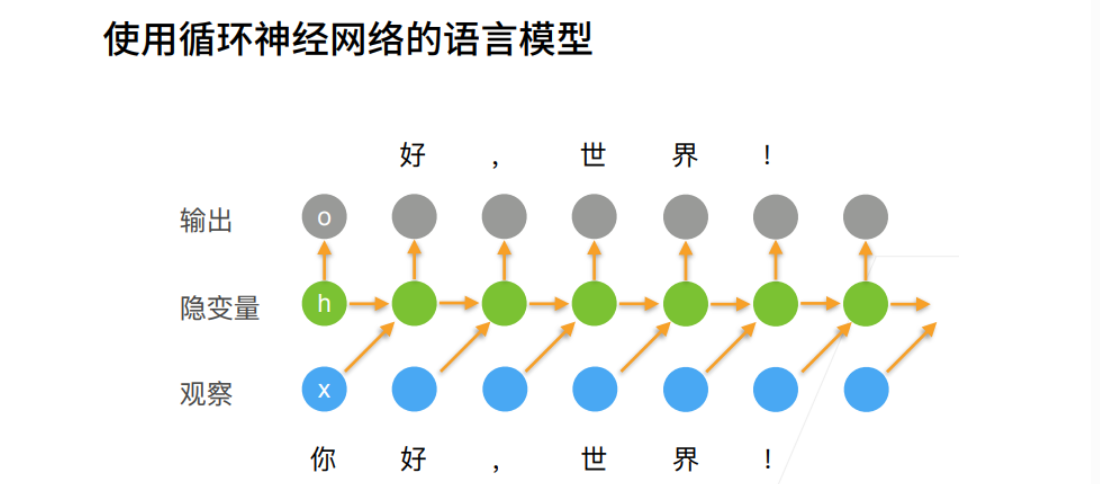 使用循环神经网络的语言模型
好 , 世 界 !
输出 o
隐变量 h
观察 x
你 好 , 世 界 !